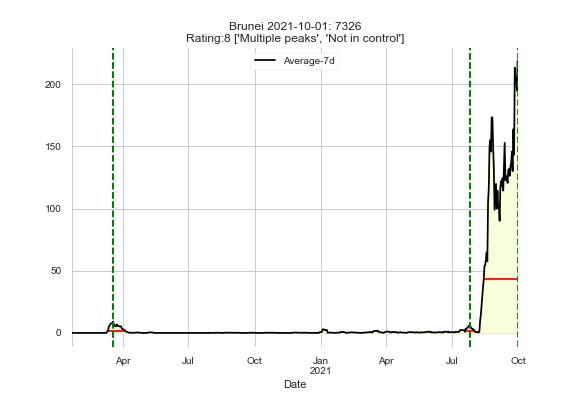 Brunei 2021-10-01: 7326
Rating:8 ['Multiple peaks', 'Not in control']
Average-7d
200
150
100
50
0
Apr Jul Oct Jan Apr Jul Oct
2021
Date